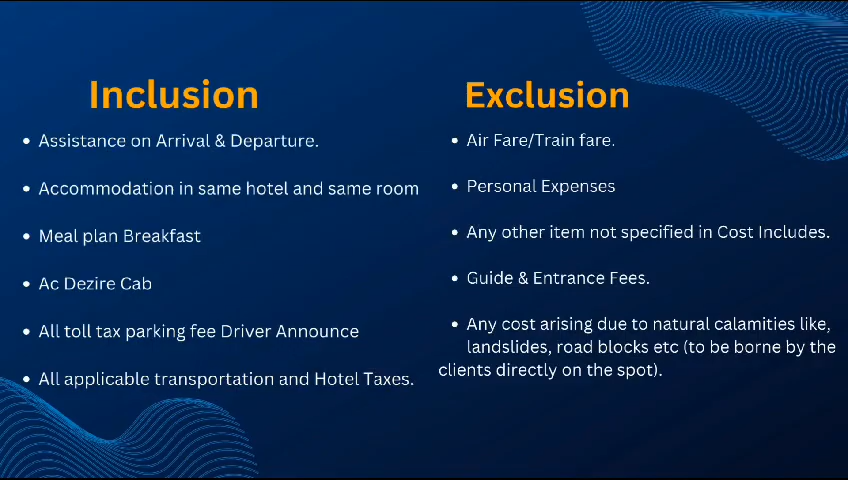 Inclusion
• Assistance on Arrival & Departure.
• Accommodation in same hotel and same room
• Meal plan Breakfast
• Ac Dezire Cab
• All toll tax parking fee Driver Announce
• All applicable transportation and Hotel Taxes.
Exclusion
• Air Fare/Train fare.
• Personal Expenses
• Any other item not specified in Cost Includes.
• Guide & Entrance Fees.
• Any cost arising due to natural calamities like,
landslides, road blocks etc (to be borne by the
clients directly on the spot).